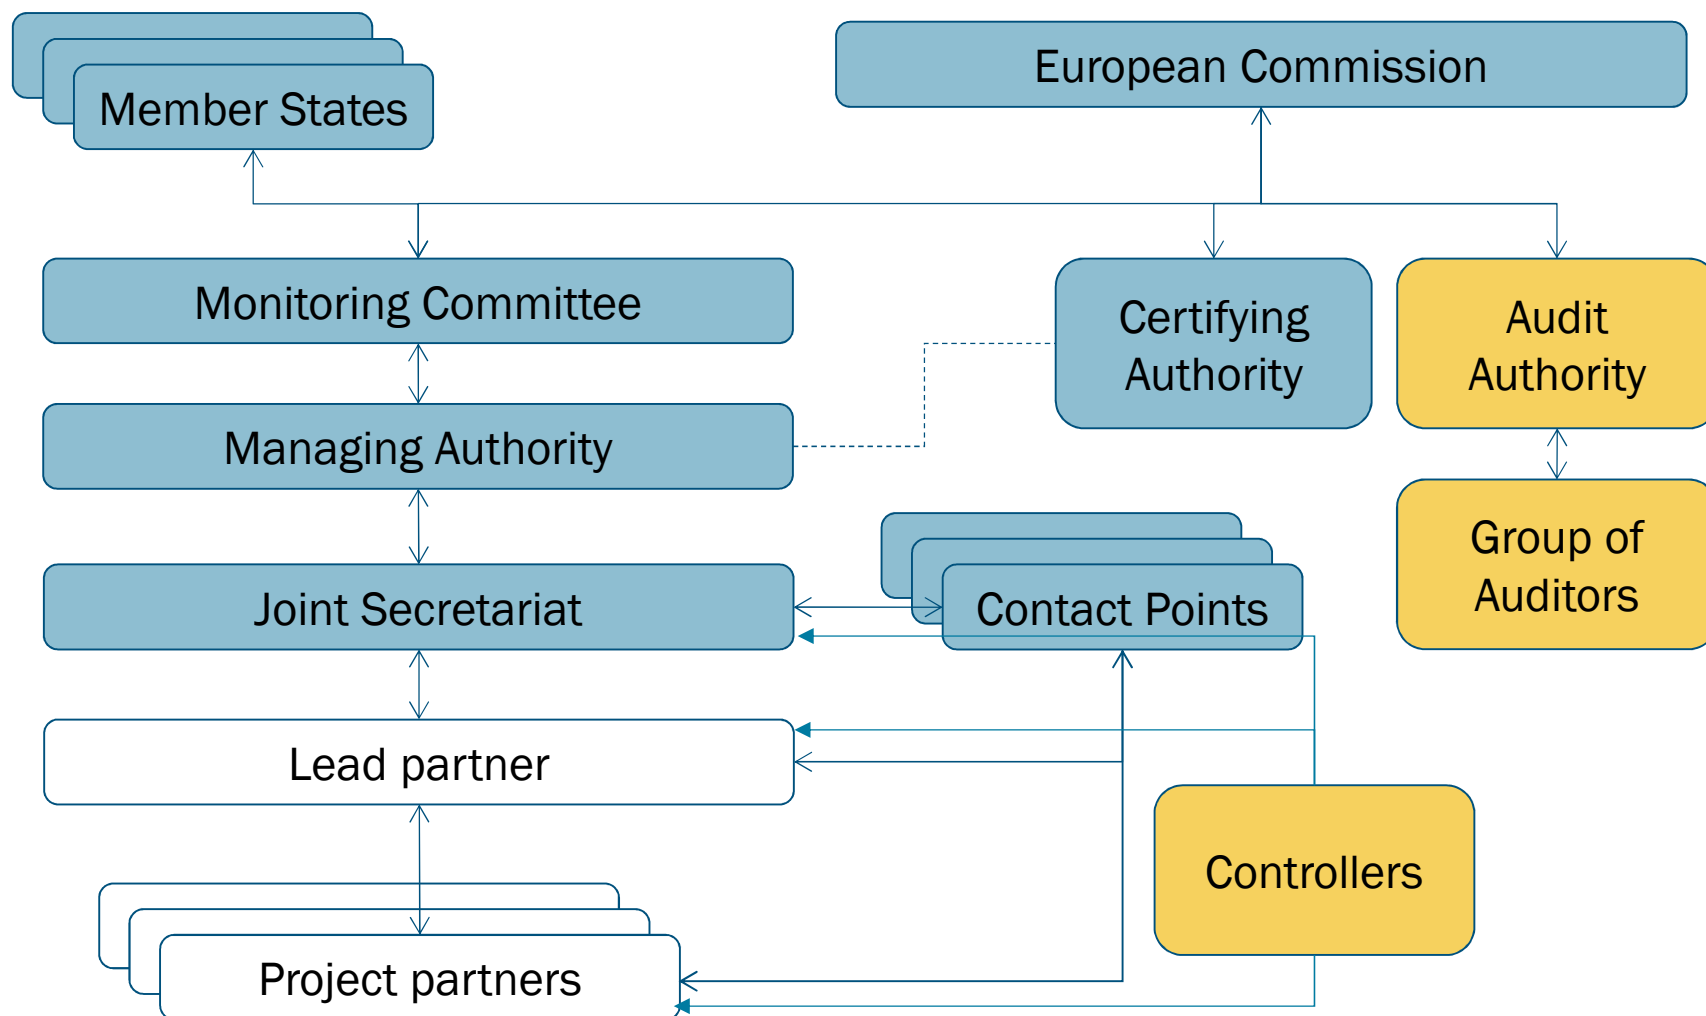 Member States
European Commission
Monitoring Committee
Certifying
Authority
Audit
Authority
Managing Authority
Group of
Auditors
Joint Secretariat
Contact Points
Lead partner
Controllers
Project partners